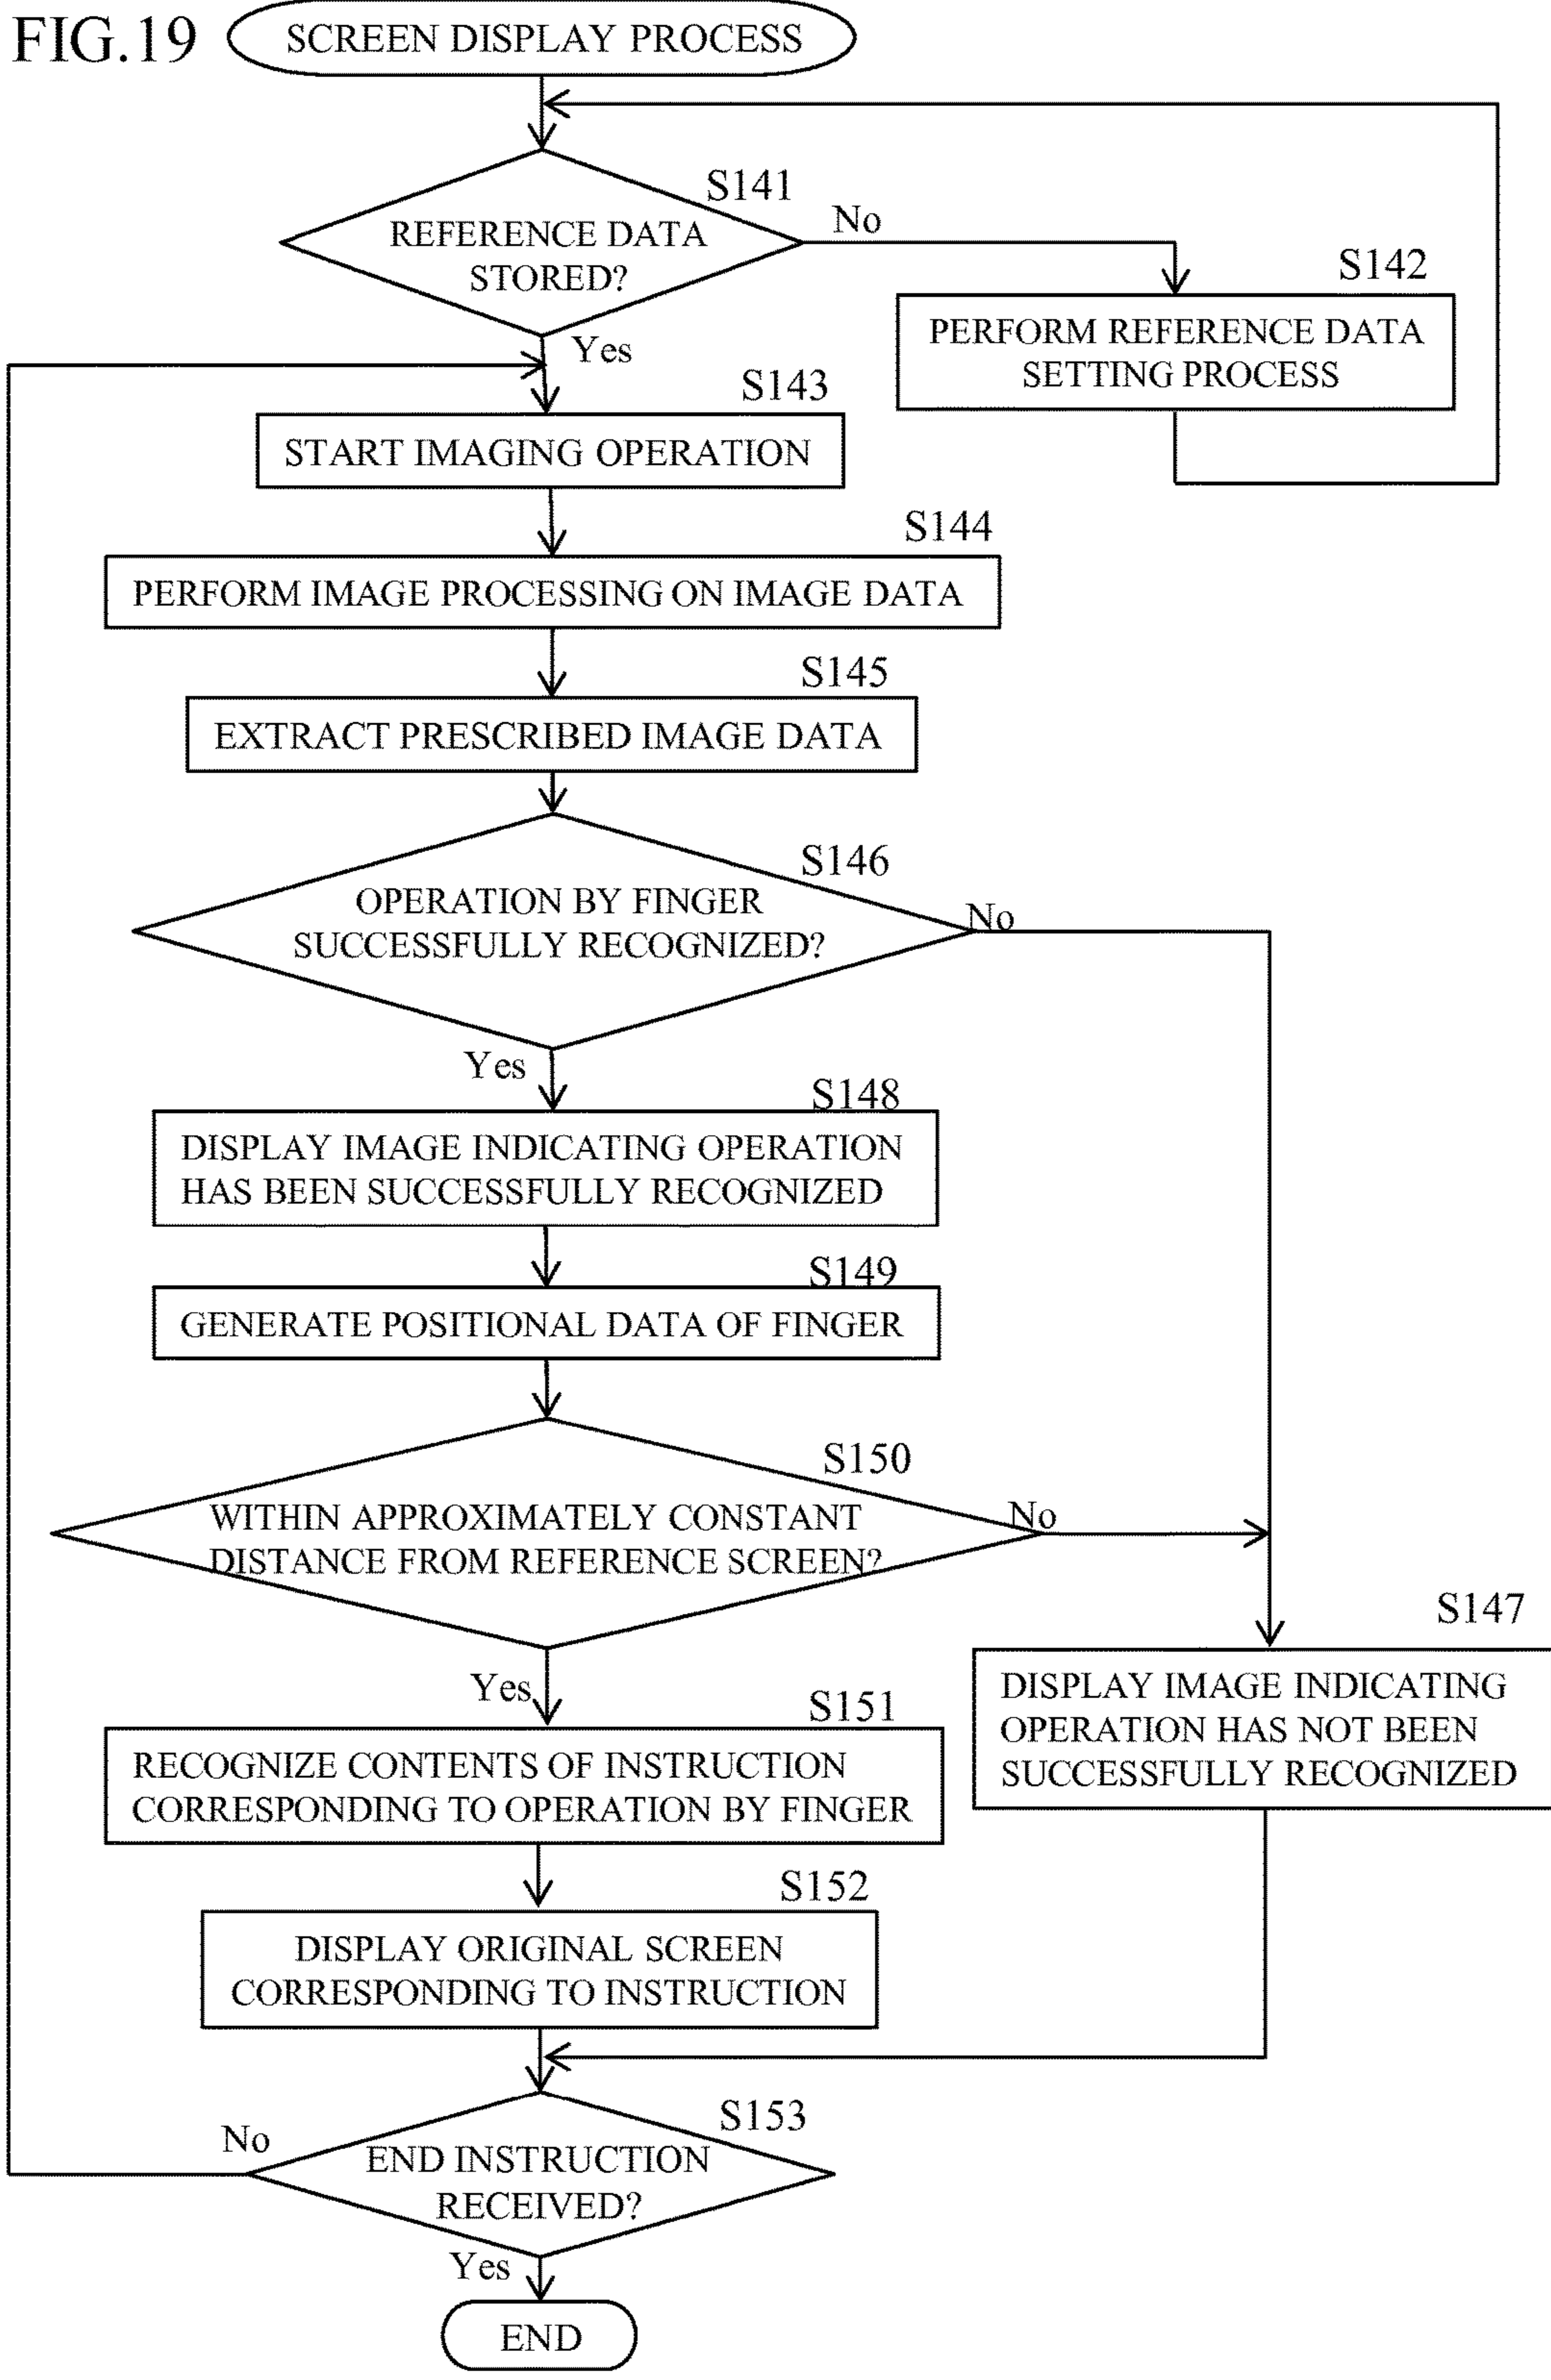 FIG.19
SCREEN DISPLAY PROCESS
S141
REFERENCE DATA
STORED?
No
S142
PERFORM REFERENCE DATA
SETTING PROCESS
Yes
S143
START IMAGING OPERATION
S144
PERFORM IMAGE PROCESSING ON IMAGE DATA
S145
EXTRACT PRESCRIBED IMAGE DATA
S146
OPERATION BY FINGER
SUCCESSFULLY RECOGNIZED?
No
Yes
S148
DISPLAY IMAGE INDICATING OPERATION
HAS BEEN SUCCESSFULLY RECOGNIZED
S149
GENERATE POSITIONAL DATA OF FINGER
S150
WITHIN APPROXIMATELY CONSTANT
DISTANCE FROM REFERENCE SCREEN?
No
S147
DISPLAY IMAGE INDICATING
OPERATION HAS NOT BEEN
SUCCESSFULLY RECOGNIZED
Yes
S151
RECOGNIZE CONTENTS OF INSTRUCTION
CORRESPONDING TO OPERATION BY FINGER
S152
DISPLAY ORIGINAL SCREEN
CORRESPONDING TO INSTRUCTION
S153
No
END INSTRUCTION
RECEIVED?
Yes
END